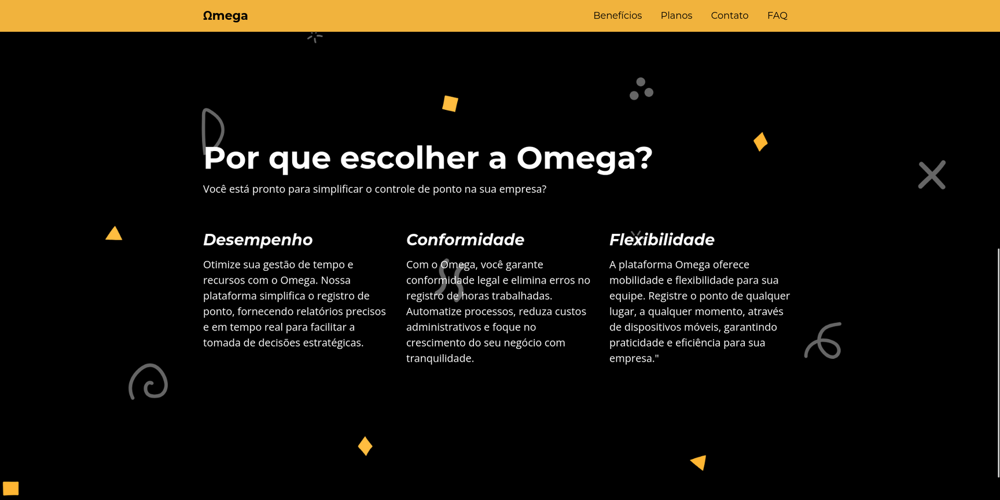 Ωmega
Benefícios Planos Contato FAQ
Por que escolher a Omega?
Você está pronto para simplificar o controle de ponto na sua empresa?
Desempenho
Otimize sua gestão de tempo e
recursos com o Omega. Nossa
plataforma simplifica o registro de
ponto, fornecendo relatórios precisos
e em tempo real para facilitar a
tomada de decisões estratégicas.
Conformidade
Com o Omega, você garante
conformidade legal e elimina erros no
registro de horas trabalhadas.
Automatize processos, reduza custos
administrativos e foque no
crescimento do seu negócio com
tranquilidade.
Flexibilidade
A plataforma Omega oferece
mobilidade e flexibilidade para sua
equipe. Registre o ponto de qualquer
lugar, a qualquer momento, através
de dispositivos móveis, garantindo
praticidade e eficiência para sua
empresa."